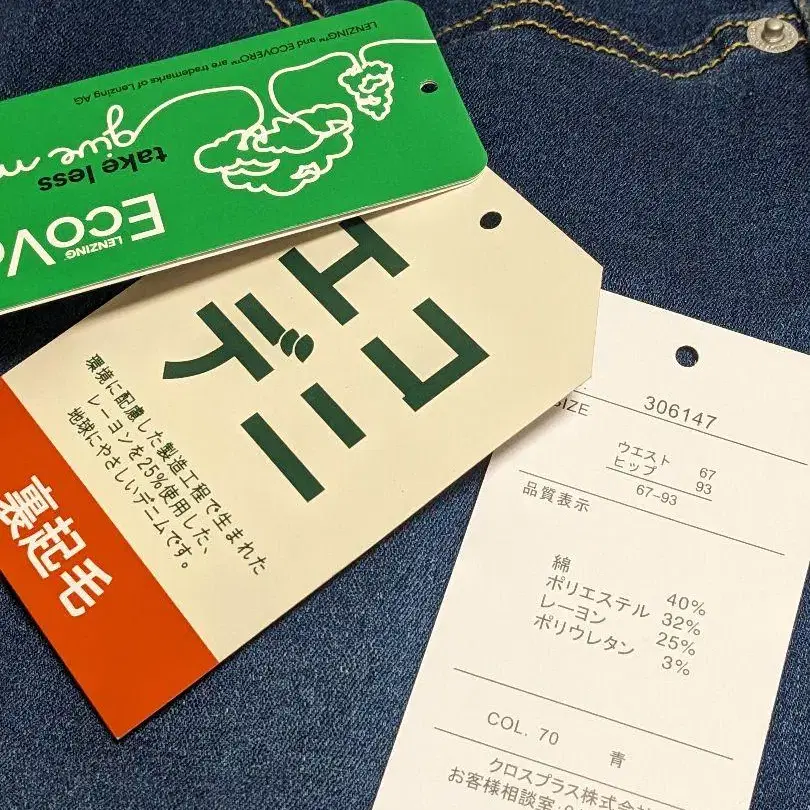 LENZING™ and ECOVERO™ are trademarks of Lenzing AG
take less
give
LENZING™
EcoV
エコ
デニ
環境に配慮した製造工程で生まれた
レーヨンを25%使用した、
地球にやさしいデニムです。
裏起毛
306147
SIZE
ウエスト 67
ヒップ 93
67-93
品質表示
綿 40%
ポリエステル 32%
レーヨン 25%
ポリウレタン 3%
COL. 70 青
クロスプラス株式会社
お客様相談室